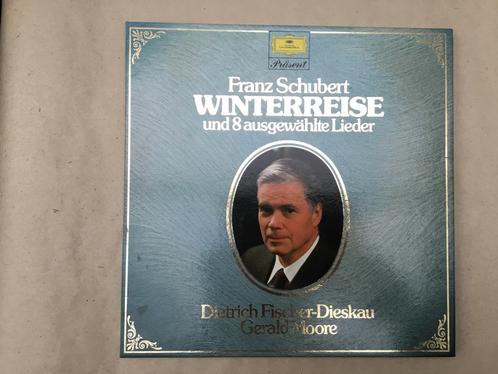 Präsent
Franz Schubert
WINTERREISE
und 8 ausgewählte Lieder
Dietrich Fischer-Dieskau
Gerald Moore